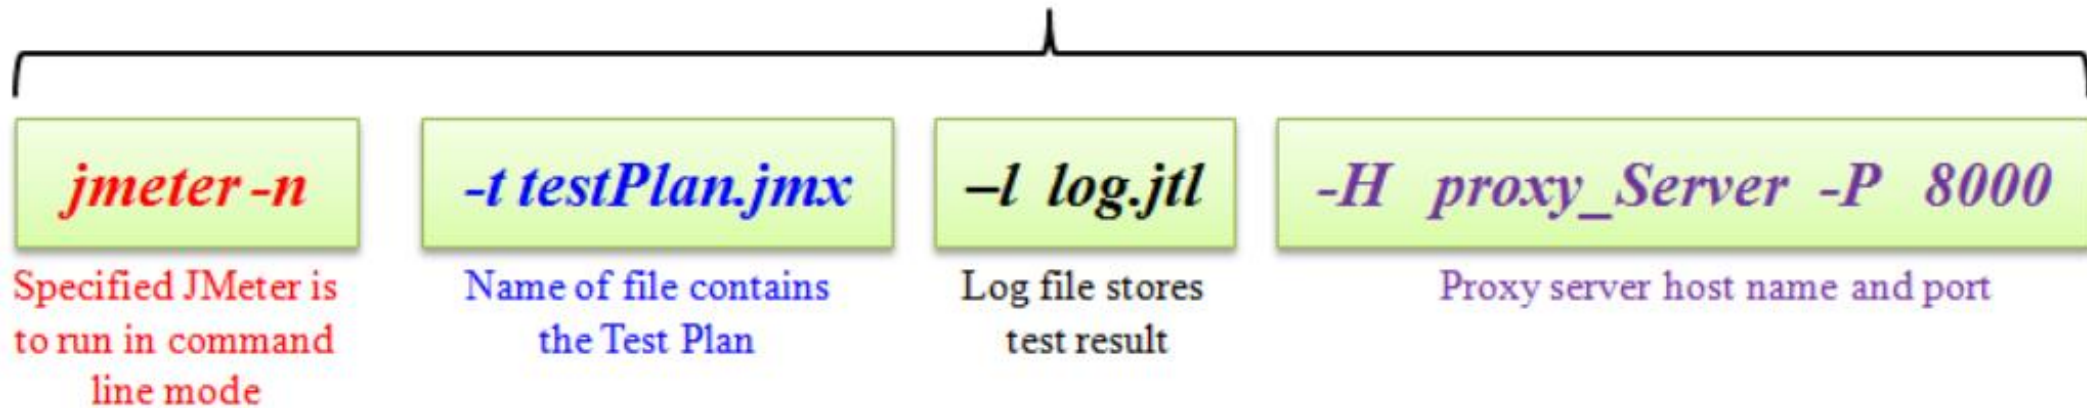 jmeter -n -t testPlan.jmx –l log.jtl -H proxy_Server -P 8000
Specified JMeter is
to run in command
line mode
Name of file contains
the Test Plan
Log file stores
test result
Proxy server host name and port